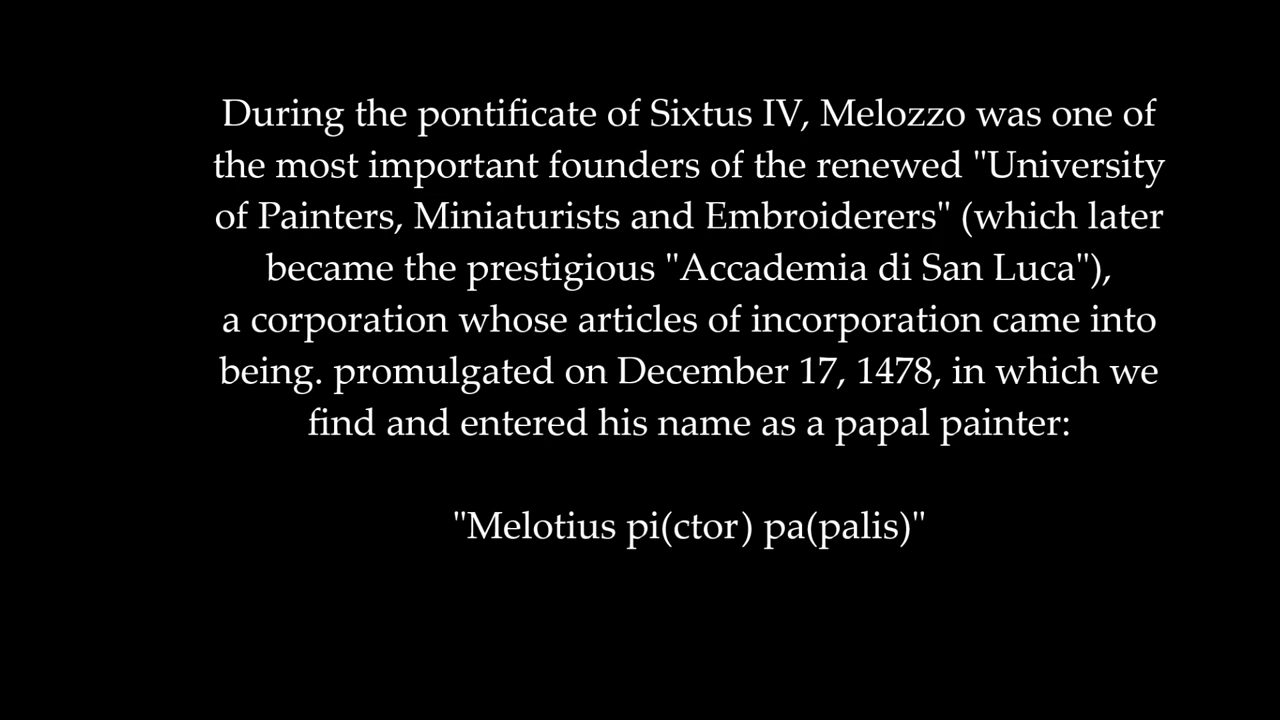 During the pontificate of Sixtus IV, Melozzo was one of
the most important founders of the renewed "University
of Painters, Miniaturists and Embroiderers" (which later
became the prestigious "Accademia di San Luca"),
a corporation whose articles of incorporation came into
being. promulgated on December 17, 1478, in which we
find and entered his name as a papal painter:
"Melotius pi(ctor) pa(palis)"